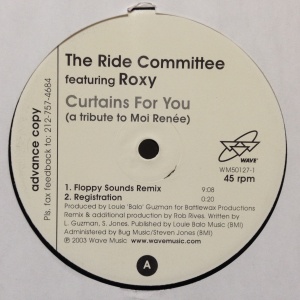 The Ride Committee
featuring Roxy
Curtains For You
(a tribute to Moi Renée)
advance copy
Pls. fax feedback to: 212-757-4684
WAVE
WM50127-1
45 rpm
1. Floppy Sounds Remix 9:08
2. Registration 0:20
Produced by Louie 'Balo' Guzman for Battlewax Productions
Remix & additional production by Rob Rives. Written by
L. Guzman, S. Jones. Published by Louie Balo Music (BMI)
Administered by Bug Music/Steven Jones (BMI)
℗ 2003 Wave Music. www.wavemusic.com
A